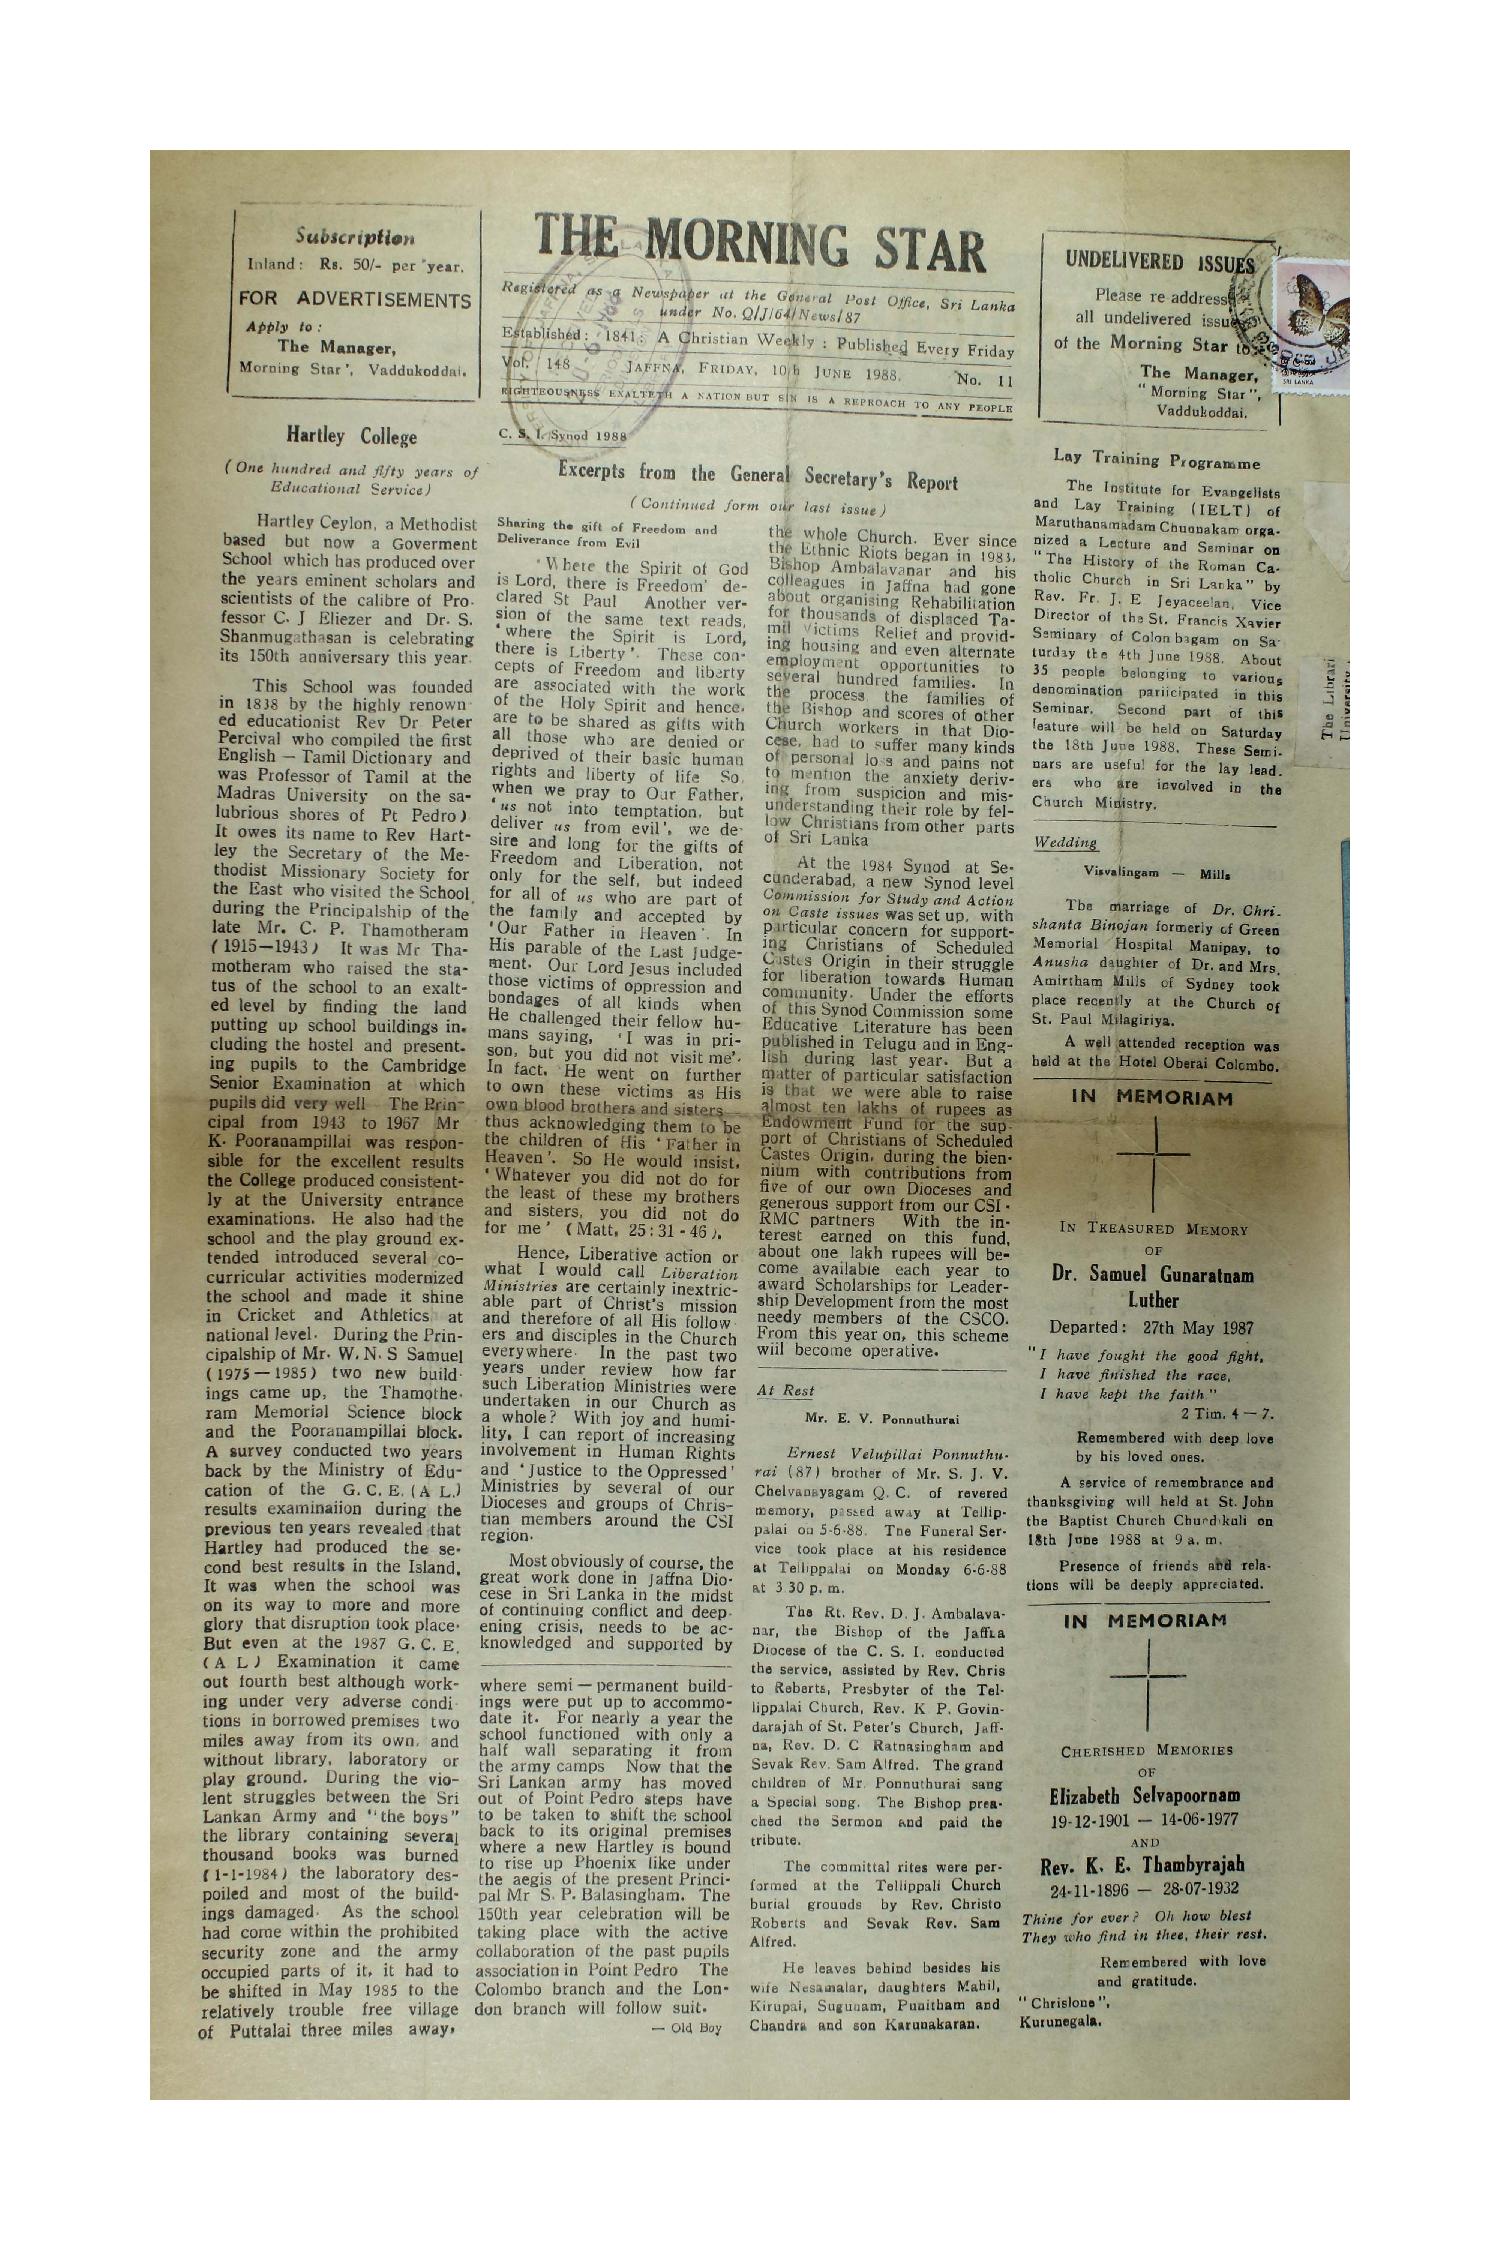 Subscription
Inland: Rs. 50/- per year.
FOR ADVERTISEMENTS
Apply to :
The Manager,
Morning Star', Vaddukoddai.
THE MORNING STAR
Registered as a Newspaper at the General Post Office, Sri Lanka
under No. Q/J/64/News/87
Established: 1841: A Christian Weekly : Published Every Friday
Vol. 148 JAFFNA, FRIDAY, 10th JUNE 1988. No. 11
RIGHTEOUSNESS EXALTETH A NATION BUT SIN IS A REPROACH TO ANY PEOPLE
UNDELIVERED ISSUES
Please re address
all undelivered issues
of the Morning Star to:
The Manager,
"Morning Star",
Vaddukoddai.
Hartley College
(One hundred and fifty years of
Educational Service)
Hartley Ceylon, a Methodist
based but now a Goverment
School which has produced over
the years eminent scholars and
scientists of the calibre of Pro-
fessor C. J Eliezer and Dr. S.
Shanmugathasan is celebrating
its 150th anniversary this year.
This School was founded
in 1838 by the highly renown-
ed educationist Rev Dr Peter
Percival who compiled the first
English — Tamil Dictionary and
was Professor of Tamil at the
Madras University on the sa-
lubrious shores of Pt Pedro)
It owes its name to Rev Hart-
ley the Secretary of the Me-
thodist Missionary Society for
the East who visited the School,
during the Principalship of the
late Mr. C. P. Thamotheram
(1915—1943) It was Mr Tha-
motheram who raised the sta-
tus of the school to an exalt-
ed level by finding the land
putting up school buildings in-
cluding the hostel and present-
ing pupils to the Cambridge
Senior Examination at which
pupils did very well The Prin-
cipal from 1943 to 1967 Mr
K. Pooranampillai was respon-
sible for the excellent results
the College produced consistent-
ly at the University entrance
examinations. He also had the
school and the play ground ex-
tended introduced several co-
curricular activities modernized
the school and made it shine
in Cricket and Athletics at
national level. During the Prin-
cipalship of Mr. W. N. S Samuel
(1975—1985) two new build-
ings came up, the Thamothe-
ram Memorial Science block
and the Pooranampillai block.
A survey conducted two years
back by the Ministry of Edu-
cation of the G. C. E. (A L.)
results examinaiion during the
previous ten years revealed that
Hartley had produced the se-
cond best results in the Island.
It was when the school was
on its way to more and more
glory that disruption took place.
But even at the 1987 G. C. E.
(A L) Examination it came
out fourth best although work-
ing under very adverse condi-
tions in borrowed premises two
miles away from its own, and
without library, laboratory or
play ground. During the vio-
lent struggles between the Sri
Lankan Army and "the boys"
the library containing several
thousand books was burned
(1-1-1984) the laboratory des-
poiled and most of the build-
ings damaged. As the school
had come within the prohibited
security zone and the army
occupied parts of it, it had to
be shifted in May 1985 to the
relatively trouble free village
of Puttalai three miles away,
where semi — permanent build-
ings were put up to accommo-
date it. For nearly a year the
school functioned with only a
half wall separating it from
the army camps Now that the
Sri Lankan army has moved
out of Point Pedro steps have
to be taken to shift the school
back to its original premises
where a new Hartley is bound
to rise up Phoenix like under
the aegis of the present Princi-
pal Mr S. P. Balasingham. The
150th year celebration will be
taking place with the active
collaboration of the past pupils
association in Point Pedro The
Colombo branch and the Lon-
don branch will follow suit.
— Old Boy
C. S. I. Synod 1988
Excerpts from the General Secretary's Report
(Continued form our last issue)
Sharing the gift of Freedom and
Deliverance from Evil
'Where the Spirit of God
is Lord, there is Freedom' de-
clared St Paul Another ver-
sion of the same text reads,
'where the Spirit is Lord,
there is Liberty'. These con-
cepts of Freedom and liberty
are associated with the work
of the Holy Spirit and hence,
are to be shared as gifts with
all those who are denied or
deprived of their basic human
rights and liberty of life So,
when we pray to Our Father,
'us not into temptation, but
deliver us from evil', we de-
sire and long for the gifts of
Freedom and Liberation, not
only for the self, but indeed
for all of us who are part of
the family and accepted by
'Our Father in Heaven'. In
His parable of the Last Judge-
ment. Our Lord Jesus included
those victims of oppression and
bondages of all kinds when
He challenged their fellow hu-
mans saying, 'I was in pri-
son, but you did not visit me'.
In fact, He went on further
to own these victims as His
own blood brothers and sisters
thus acknowledging them to be
the children of His 'Father in
Heaven'. So He would insist,
'Whatever you did not do for
the least of these my brothers
and sisters, you did not do
for me' (Matt. 25 : 31 - 46).
Hence, Liberative action or
what I would call Liberation
Ministries are certainly inextric-
able part of Christ's mission
and therefore of all His follow-
ers and disciples in the Church
everywhere. In the past two
years under review how far
such Liberation Ministries were
undertaken in our Church as
a whole? With joy and humi-
lity, I can report of increasing
involvement in Human Rights
and 'Justice to the Oppressed'
Ministries by several of our
Dioceses and groups of Chris-
tian members around the CSI
region.
Most obviously of course, the
great work done in Jaffna Dio-
cese in Sri Lanka in the midst
of continuing conflict and deep-
ening crisis, needs to be ac-
knowledged and supported by
the whole Church. Ever since
the Ethnic Riots began in 1983,
Bishop Ambalavanar and his
colleagues in Jaffna had gone
about organising Rehabilitation
for thousands of displaced Ta-
mil Victims Relief and provid-
ing housing and even alternate
employment opportunities to
several hundred families. In
the process the families of
the Bishop and scores of other
Church workers in that Dio-
cese, had to suffer many kinds
of personal loss and pains not
to mention the anxiety deriv-
ing from suspicion and mis-
understanding their role by fel-
low Christians from other parts
of Sri Lanka
At the 1984 Synod at Se-
cunderabad, a new Synod level
Commission for Study and Action
on Caste issues was set up, with
particular concern for support-
ing Christians of Scheduled
Castes Origin in their struggle
for liberation towards Human
community. Under the efforts
of this Synod Commission some
Educative Literature has been
published in Telugu and in Eng-
lish during last year. But a
matter of particular satisfaction
is that we were able to raise
almost ten lakhs of rupees as
Endowment Fund for the sup-
port of Christians of Scheduled
Castes Origin, during the bien-
nium with contributions from
five of our own Dioceses and
generous support from our CSI-
RMC partners With the in-
terest earned on this fund,
about one lakh rupees will be-
come available each year to
award Scholarships for Leader-
ship Development from the most
needy members of the CSCO.
From this year on, this scheme
will become operative.
At Rest
Mr. E. V. Ponnuthurai
Ernest Velupillai Ponnuthu-
rai (87) brother of Mr. S. J. V.
Chelvanayagam Q. C. of revered
memory, passed away at Tellip-
palai on 5-6-88. The Funeral Ser-
vice took place at his residence
at Tellippalai on Monday 6-6-88
at 3 30 p. m.
The Rt. Rev. D. J. Ambalava-
nar, the Bishop of the Jaffna
Diocese of the C. S. I. conducted
the service, assisted by Rev. Chris
to Roberts, Presbyter of the Tel-
lippalai Church, Rev. K P. Govin-
darajah of St. Peter's Church, Jaff-
na, Rev. D. C Ratnasingham and
Sevak Rev. Sam Alfred. The grand
children of Mr. Ponnuthurai sang
a Special song. The Bishop prea-
ched the Sermon and paid the
tribute.
The committal rites were per-
formed at the Tellippali Church
burial grounds by Rev. Christo
Roberts and Sevak Rev. Sam
Alfred.
He leaves behind besides his
wife Nesamalar, daughters Mahil,
Kirupai, Sugunam, Punitham and
Chandra and son Karunakaran.
Lay Training Programme
The Institute for Evangelists
and Lay Training (IELT) of
Maruthanamadam Chunnakam orga-
nized a Lecture and Seminar on
"The History of the Roman Ca-
tholic Church in Sri Lanka" by
Rev. Fr. J. E Jeyaceelan, Vice
Director of the St. Francis Xavier
Seminary of Colombagam on Sa-
turday the 4th June 1988. About
35 people belonging to various
denomination pariicipated in this
Seminar. Second part of this
feature will be held on Saturday
the 18th June 1988. These Semi-
nars are useful for the lay lead-
ers who are involved in the
Church Ministry.
Wedding
Visvalingam — Mills
The marriage of Dr. Chri-
shanta Binojan formerly of Green
Memorial Hospital Manipay, to
Anusha daughter of Dr. and Mrs.
Amirtham Mills of Sydney took
place recently at the Church of
St. Paul Milagiriya.
A well attended reception was
held at the Hotel Oberai Colombo.
IN MEMORIAM
IN TREASURED MEMORY
OF
Dr. Samuel Gunaratnam
Luther
Departed: 27th May 1987
"I have fought the good fight,
I have finished the race,
I have kept the faith"
2 Tim. 4 — 7.
Remembered with deep love
by his loved ones.
A service of remembrance and
thanksgiving will held at St. John
the Baptist Church Chundikuli on
18th June 1988 at 9 a. m.
Presence of friends and rela-
tions will be deeply appreciated.
IN MEMORIAM
CHERISHED MEMORIES
OF
Elizabeth Selvapoornam
19-12-1901 — 14-06-1977
AND
Rev. K. E. Thambyrajah
24-11-1896 — 28-07-1932
Thine for ever? Oh how blest
They who find in thee, their rest.
Remembered with love
and gratitude.
"Chrislone",
Kurunegala.
SRI LANKA
The Librari
University